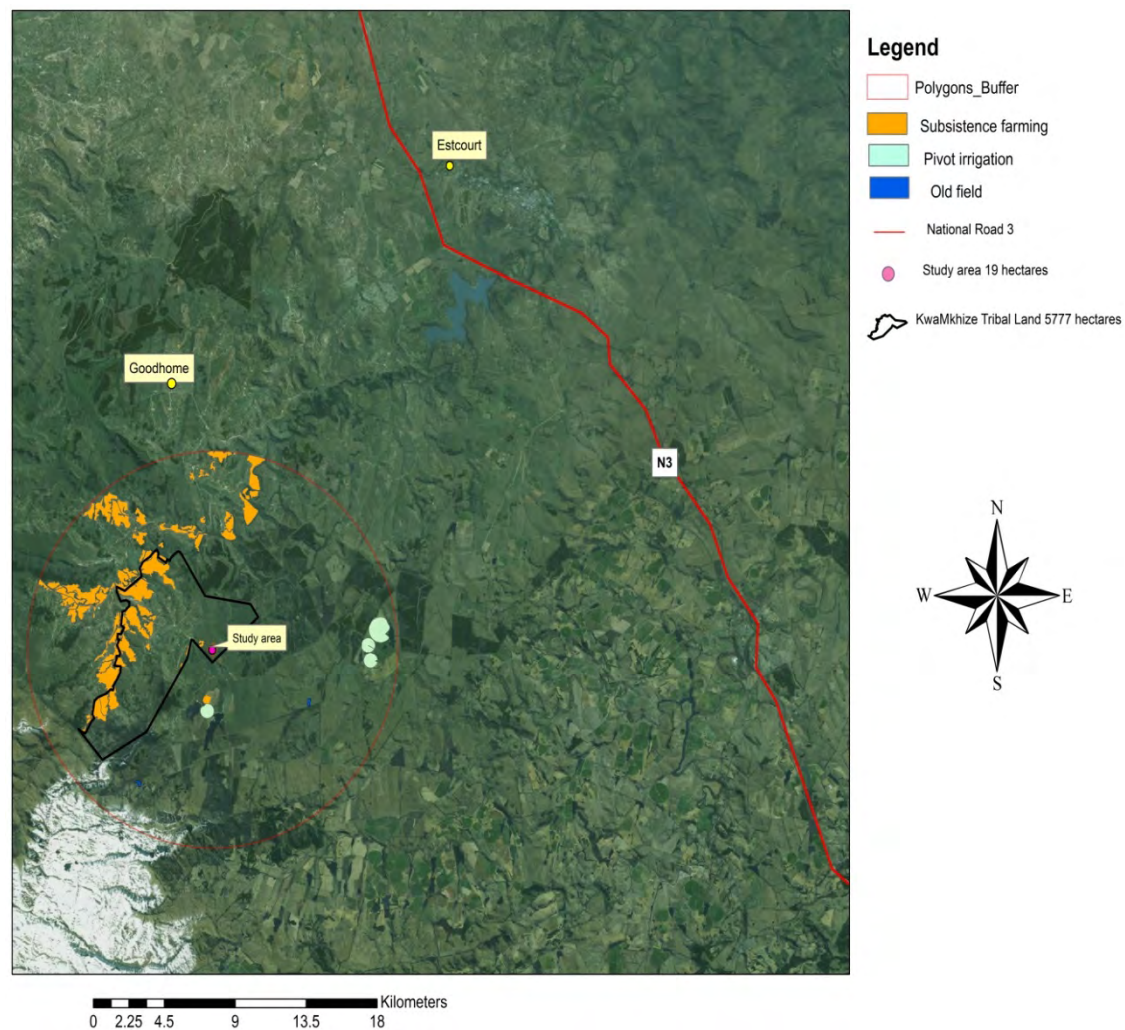 Legend
Polygons_Buffer
Subsistence farming
Pivot irrigation
Old field
National Road 3
Study area 19 hectares
KwaMkhize Tribal Land 5777 hectares
Estcourt
Goodhome
N3
Study area
N
W E
S
Kilometers
0 2.25 4.5 9 13.5 18